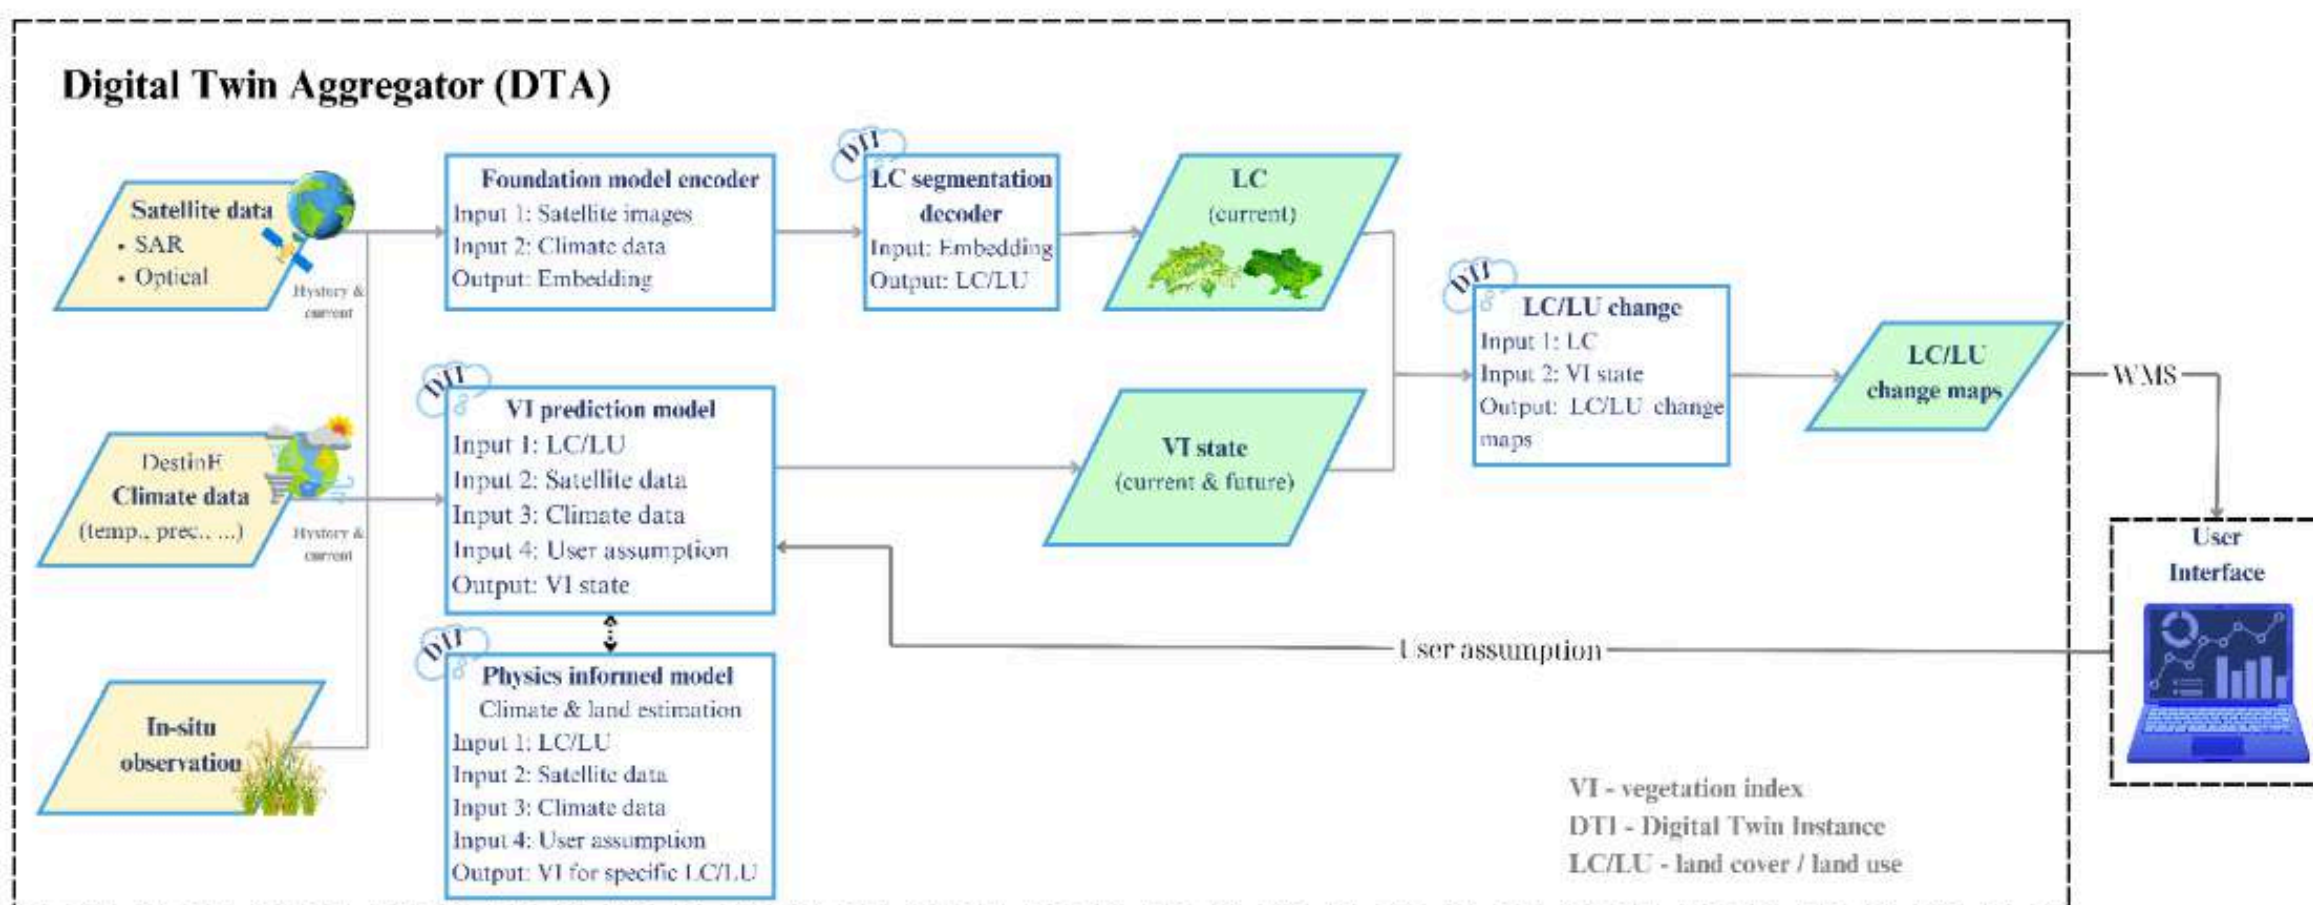 Digital Twin Aggregator (DTA)
Satellite data
• SAR
• Optical
Hystory &
current
DestinE
Climate data
(temp., prec., ...)
Hystory &
current
In-situ
observation
Foundation model encoder
Input 1: Satellite images
Input 2: Climate data
Output: Embedding
DTI
VI prediction model
Input 1: LC/LU
Input 2: Satellite data
Input 3: Climate data
Input 4: User assumption
Output: VI state
DTI
Physics informed model
Climate & land estimation
Input 1: LC/LU
Input 2: Satellite data
Input 3: Climate data
Input 4: User assumption
Output: VI for specific LC/LU
DTI
LC segmentation
decoder
Input: Embedding
Output: LC/LU
LC
(current)
VI state
(current & future)
DTI
LC/LU change
Input 1: LC
Input 2: VI state
Output: LC/LU change
maps
LC/LU
change maps
WMS
User
Interface
User assumption
VI - vegetation index
DTI - Digital Twin Instance
LC/LU - land cover / land use